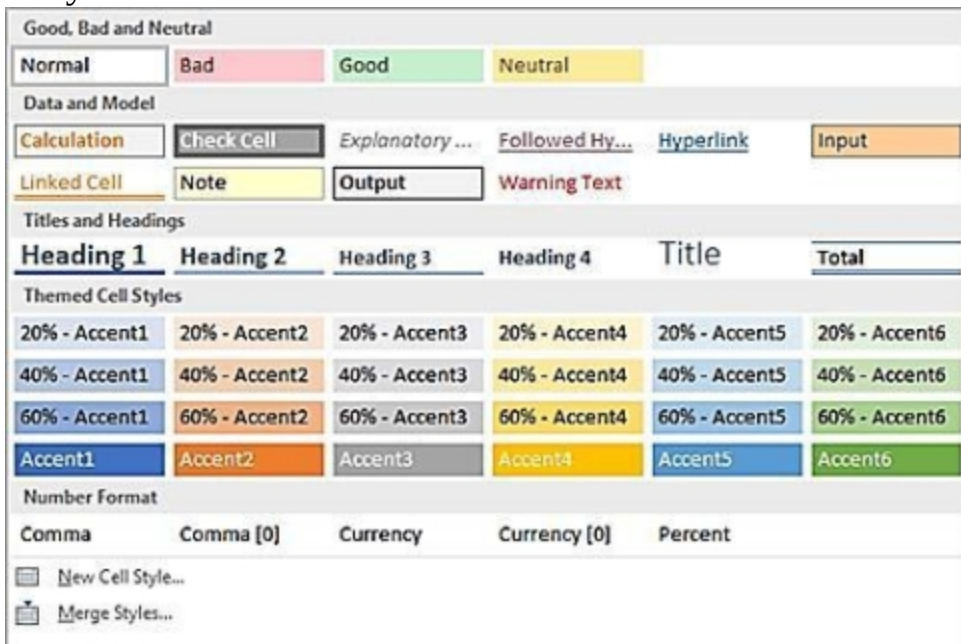 Good, Bad and Neutral
Normal Bad Good Neutral
Data and Model
Calculation Check Cell Explanatory ... Followed Hy... Hyperlink Input
Linked Cell Note Output Warning Text
Titles and Headings
Heading 1 Heading 2 Heading 3 Heading 4 Title Total
Themed Cell Styles
20% - Accent1 20% - Accent2 20% - Accent3 20% - Accent4 20% - Accent5 20% - Accent6
40% - Accent1 40% - Accent2 40% - Accent3 40% - Accent4 40% - Accent5 40% - Accent6
60% - Accent1 60% - Accent2 60% - Accent3 60% - Accent4 60% - Accent5 60% - Accent6
Accent1 Accent2 Accent3 Accent4 Accent5 Accent6
Number Format
Comma Comma [0] Currency Currency [0] Percent
New Cell Style...
Merge Styles...